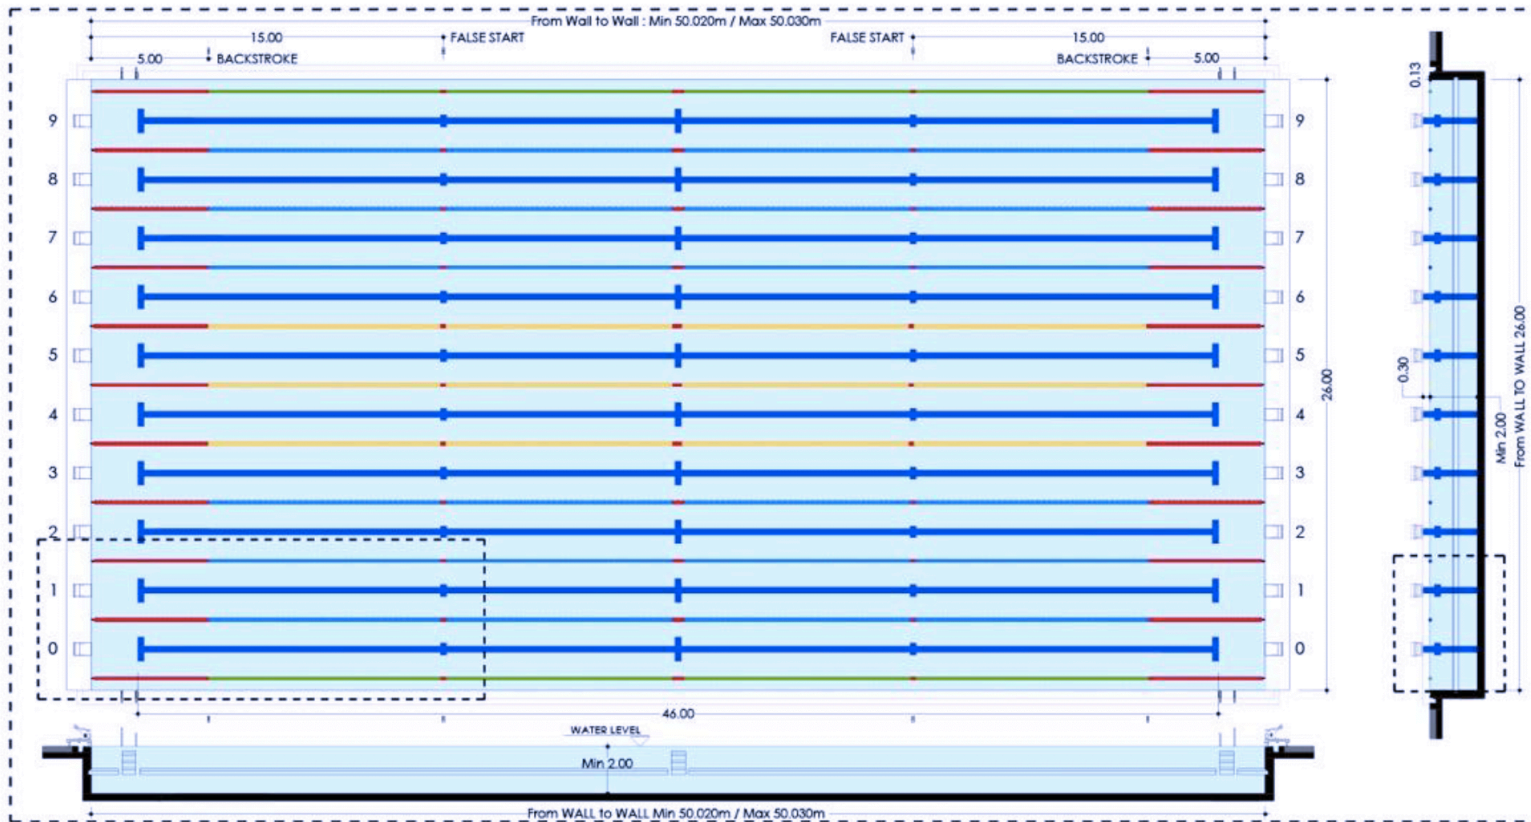 From Wall to Wall : Min 50.020m / Max 50.030m
15.00 FALSE START FALSE START 15.00
5.00 BACKSTROKE BACKSTROKE 5.00
0.13
9 9
8 8
7 7
6 6
5 5
0.30
26.00
From WALL TO WALL 26.00
4 4
Min 2.00
3 3
2 2
1 1
0 0
46.00
WATER LEVEL
Min 2.00
From WALL to WALL Min 50.020m / Max 50.030m